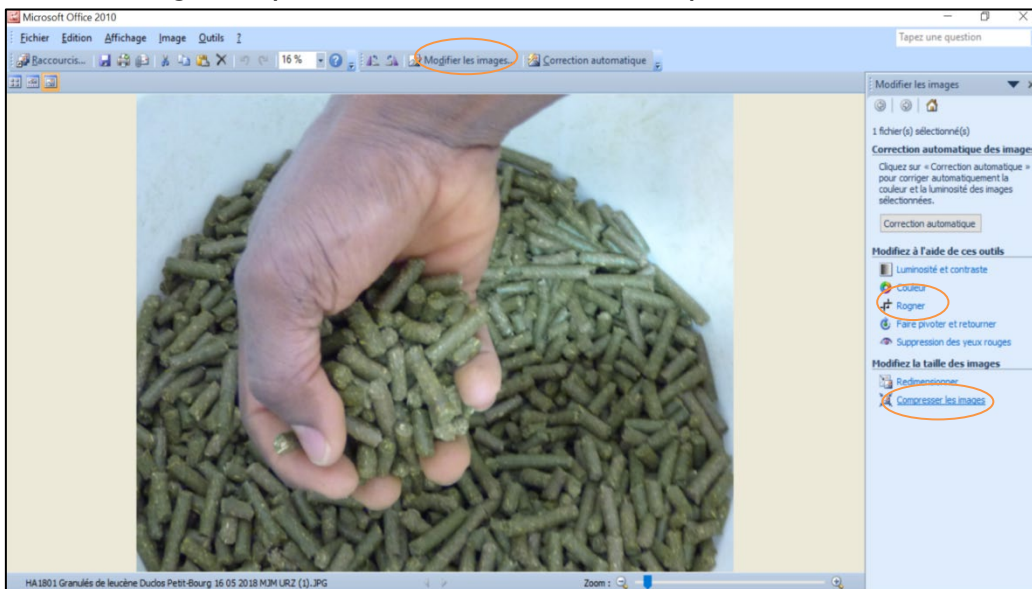 Microsoft Office 2010
Fichier Edition Affichage Image Outils ?
Tapez une question
Raccourcis... 16 % Modifier les images... Correction automatique
Modifier les images
1 fichier(s) sélectionné(s)
Correction automatique des image
Cliquez sur « Correction automatique »
pour corriger automatiquement la
couleur et la luminosité des images
sélectionnées.
Correction automatique
Modifiez à l'aide de ces outils
Luminosité et contraste
Couleur
Rogner
Faire pivoter et retourner
Suppression des yeux rouges
Modifiez la taille des images
Redimensionner
Compresser les images
HA1801 Granulés de leucène Duclos Petit-Bourg 16 05 2018 MJM URZ (1).JPG
Zoom :